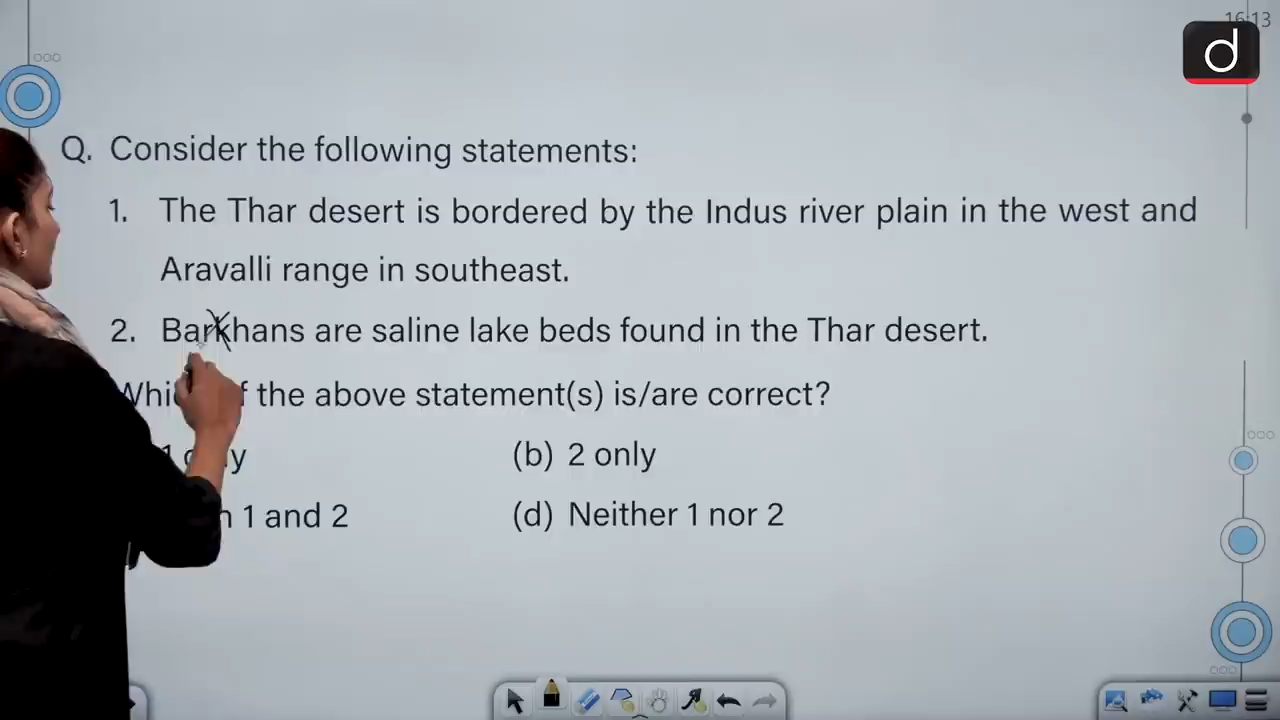 16:13
d
Q. Consider the following statements:
1. The Thar desert is bordered by the Indus river plain in the west and
Aravalli range in southeast.
2. Barkhans are saline lake beds found in the Thar desert.
the above statement(s) is/are correct?
(b) 2 only
1 and 2 (d) Neither 1 nor 2